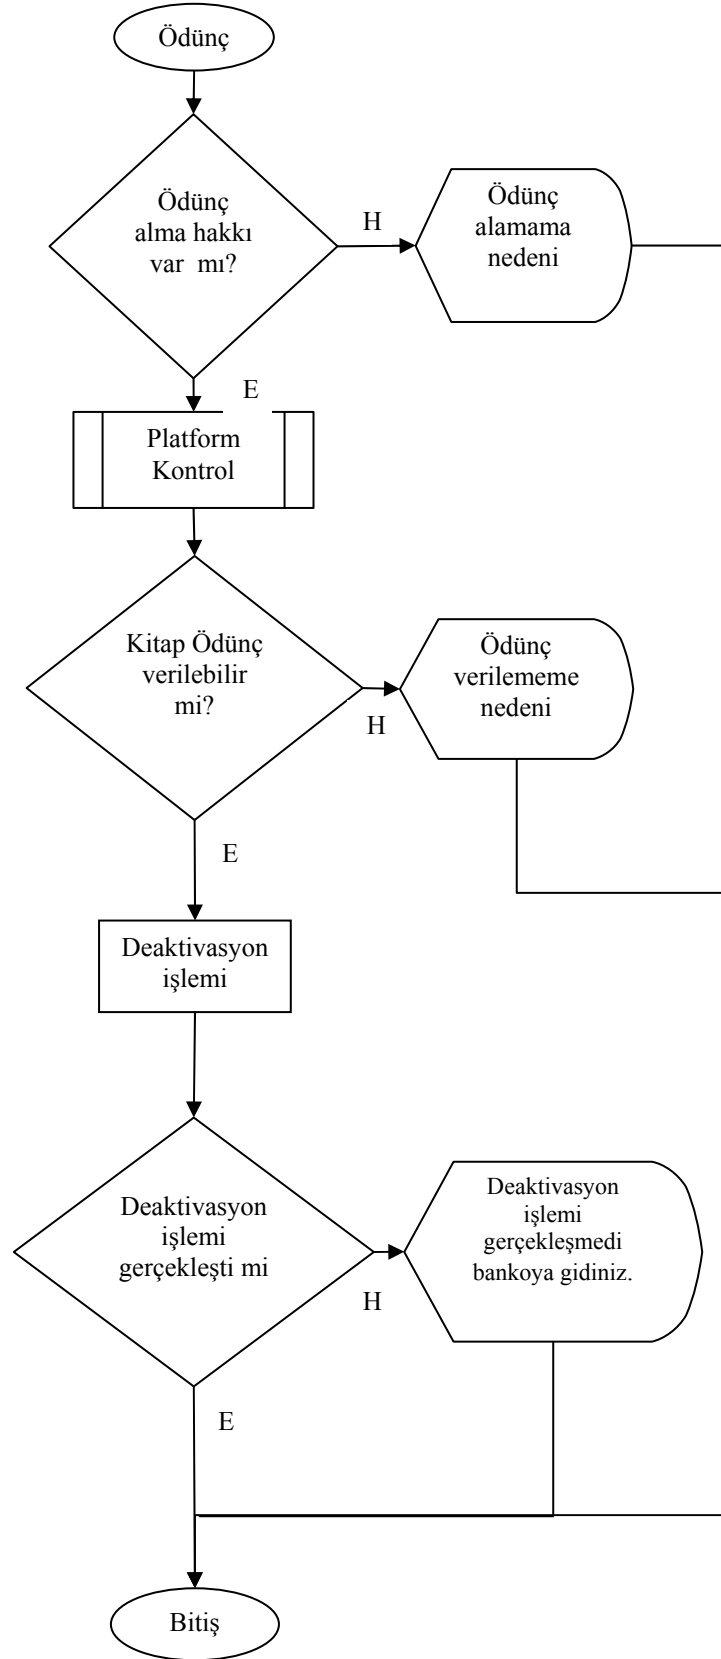 Ödünç
Ödünç
alma hakkı
var mı?
H
Ödünç
alamama
nedeni
E
Platform
Kontrol
Kitap Ödünç
verilebilir
mi?
H
Ödünç
verilememe
nedeni
E
Deaktivasyon
işlemi
Deaktivasyon
işlemi
gerçekleşti mi
H
Deaktivasyon
işlemi
gerçekleşmedi
bankoya gidiniz.
E
Bitiş